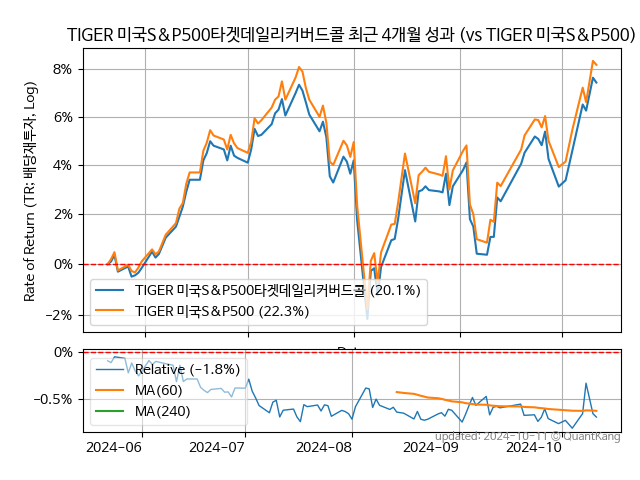 TIGER 미국S&P500타겟데일리커버드콜 최근 4개월 성과 (vs TIGER 미국S&P500)
Rate of Return (TR: 배당재투자, Log)
8%
6%
4%
2%
0%
−2%
TIGER 미국S&P500타겟데일리커버드콜 (20.1%)
TIGER 미국S&P500 (22.3%)
0%
−0.5%
Relative (−1.8%)
MA(60)
MA(240)
2024-06
2024-07
2024-08
2024-09
2024-10
updated: 2024-10-11 © QuantKang